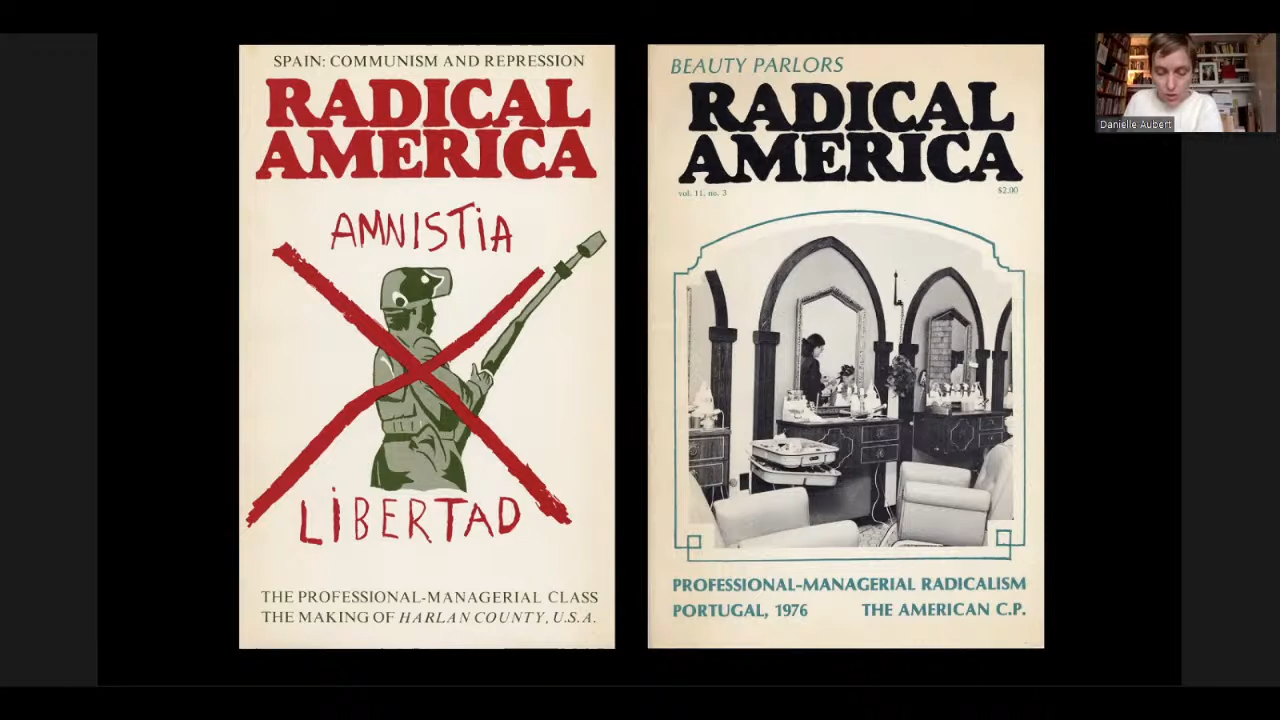 SPAIN: COMMUNISM AND REPRESSION
RADICAL
AMERICA
AMNISTiA
LiBERTAD
THE PROFESSIONAL-MANAGERIAL CLASS
THE MAKING OF HARLAN COUNTY, U.S.A.
BEAUTY PARLORS
RADICAL
AMERICA
vol. 11, no. 3
$2.00
PROFESSIONAL-MANAGERIAL RADICALISM
PORTUGAL, 1976
THE AMERICAN C.P.
Danielle Aubert